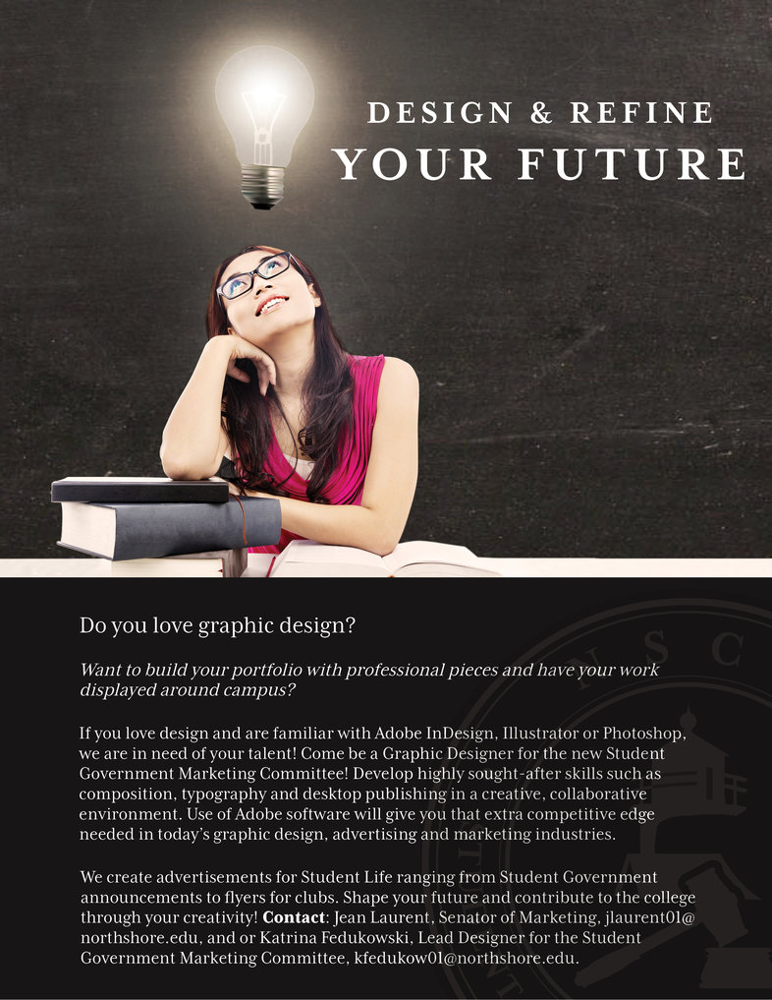 DESIGN & REFINE
YOUR FUTURE
Do you love graphic design?
Want to build your portfolio with professional pieces and have your work
displayed around campus?
If you love design and are familiar with Adobe InDesign, Illustrator or Photoshop,
we are in need of your talent! Come be a Graphic Designer for the new Student
Government Marketing Committee! Develop highly sought-after skills such as
composition, typography and desktop publishing in a creative, collaborative
environment. Use of Adobe software will give you that extra competitive edge
needed in today’s graphic design, advertising and marketing industries.
We create advertisements for Student Life ranging from Student Government
announcements to flyers for clubs. Shape your future and contribute to the college
through your creativity! Contact: Jean Laurent, Senator of Marketing, jlaurent01@
northshore.edu, and or Katrina Fedukowski, Lead Designer for the Student
Government Marketing Committee, kfedukow01@northshore.edu.
NSC